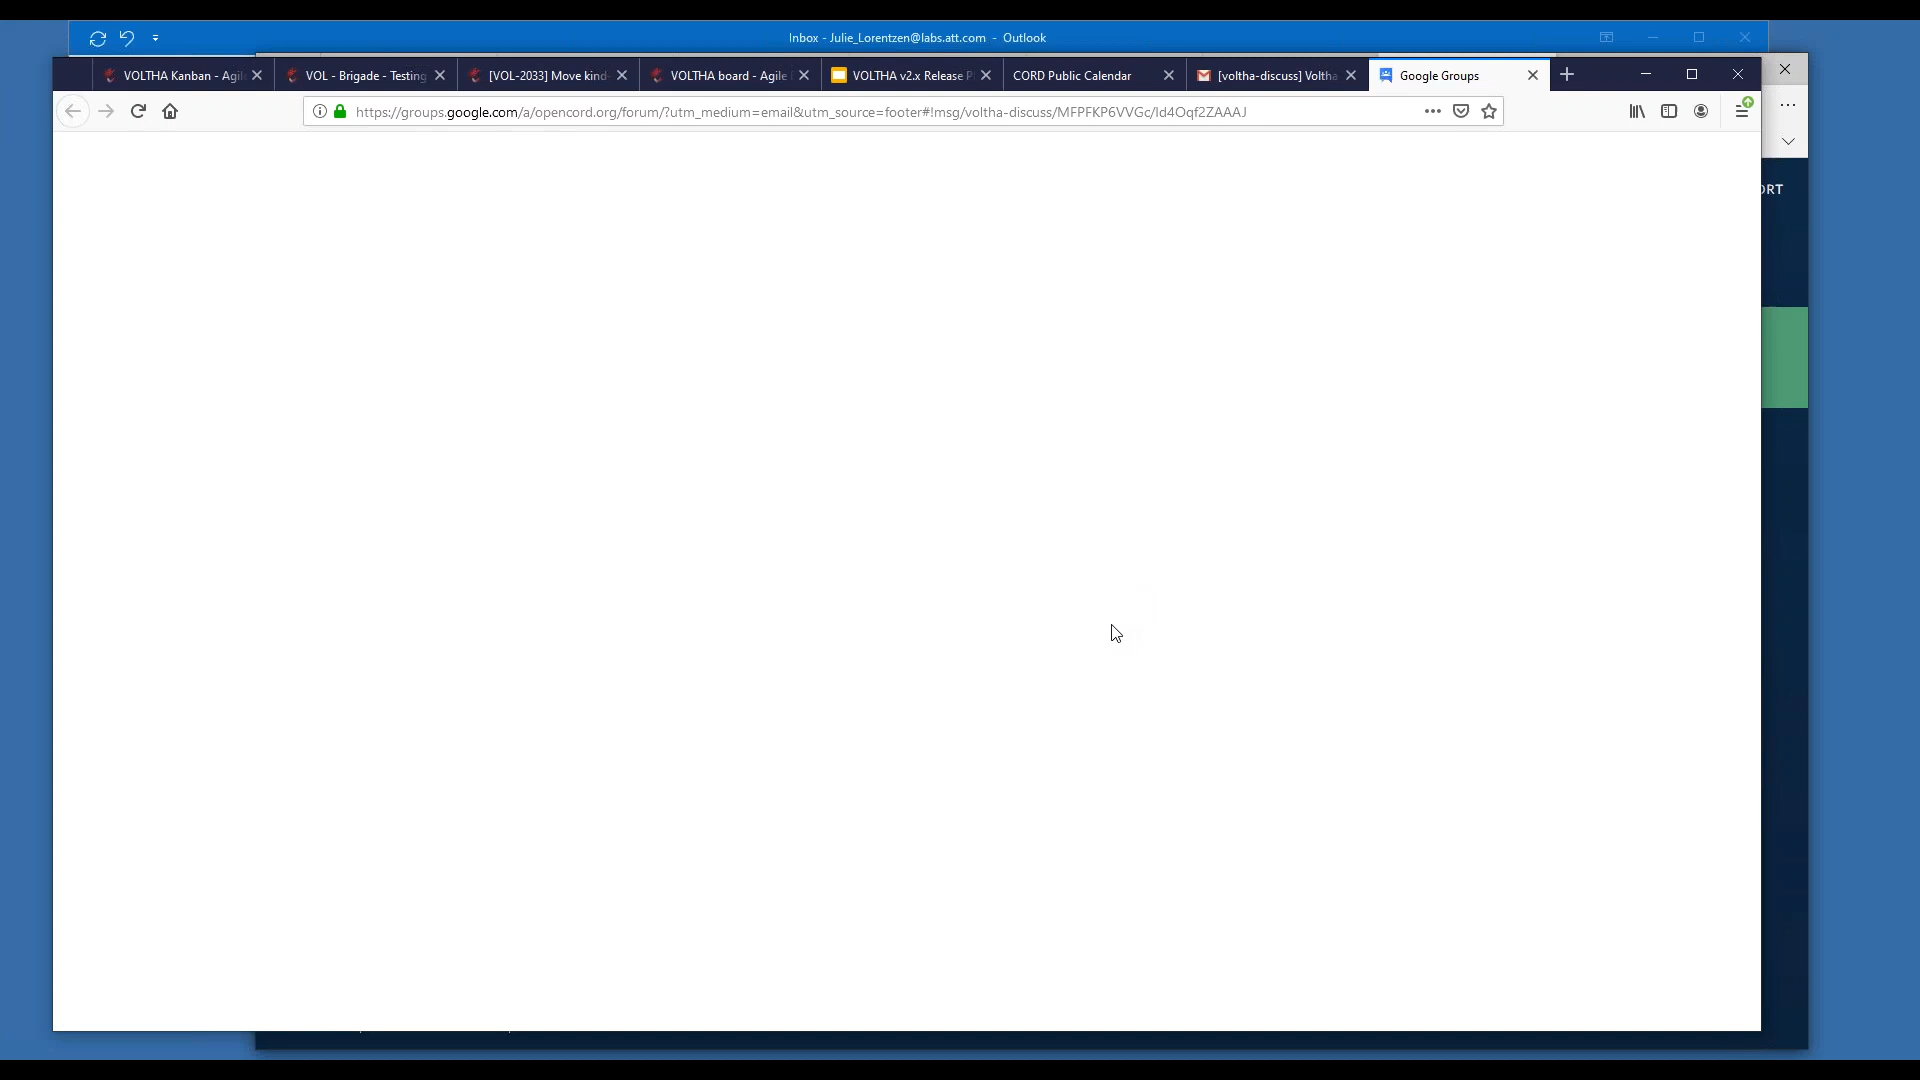 Inbox - Julie_Lorentzen@labs.att.com - Outlook
VOLTHA Kanban - Agil
VOL - Brigade - Testing
[VOL-2033] Move kind-
VOLTHA board - Agile
VOLTHA v2.x Release P
CORD Public Calendar
[voltha-discuss] Voltha
Google Groups
https://groups.google.com/a/opencord.org/forum/?utm_medium=email&utm_source=footer#!msg/voltha-discuss/MFPFKP6VVGc/Id4Oqf2ZAAAJ
ORT